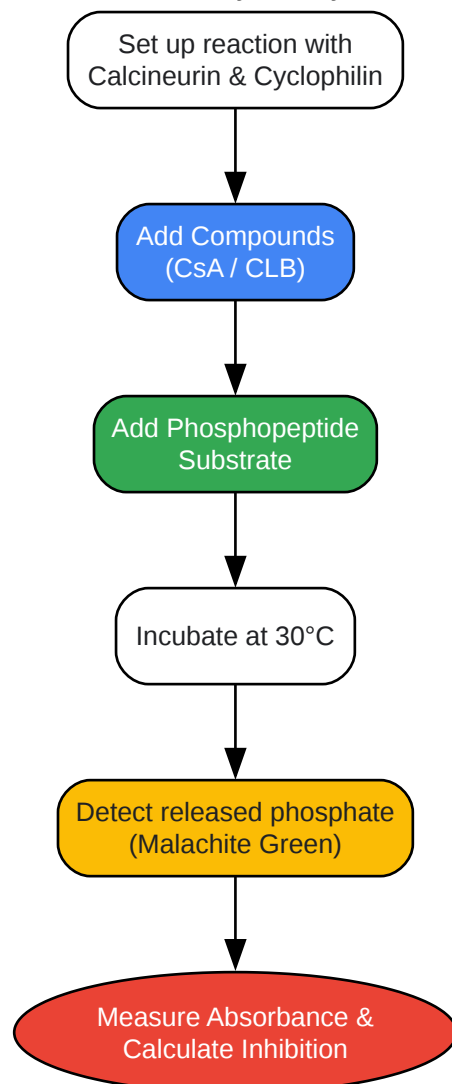 Set up reaction with
Calcineurin & Cyclophilin
Add Compounds
(CsA / CLB)
Add Phosphopeptide
Substrate
Incubate at 30°C
Detect released phosphate
(Malachite Green)
Measure Absorbance &
Calculate Inhibition